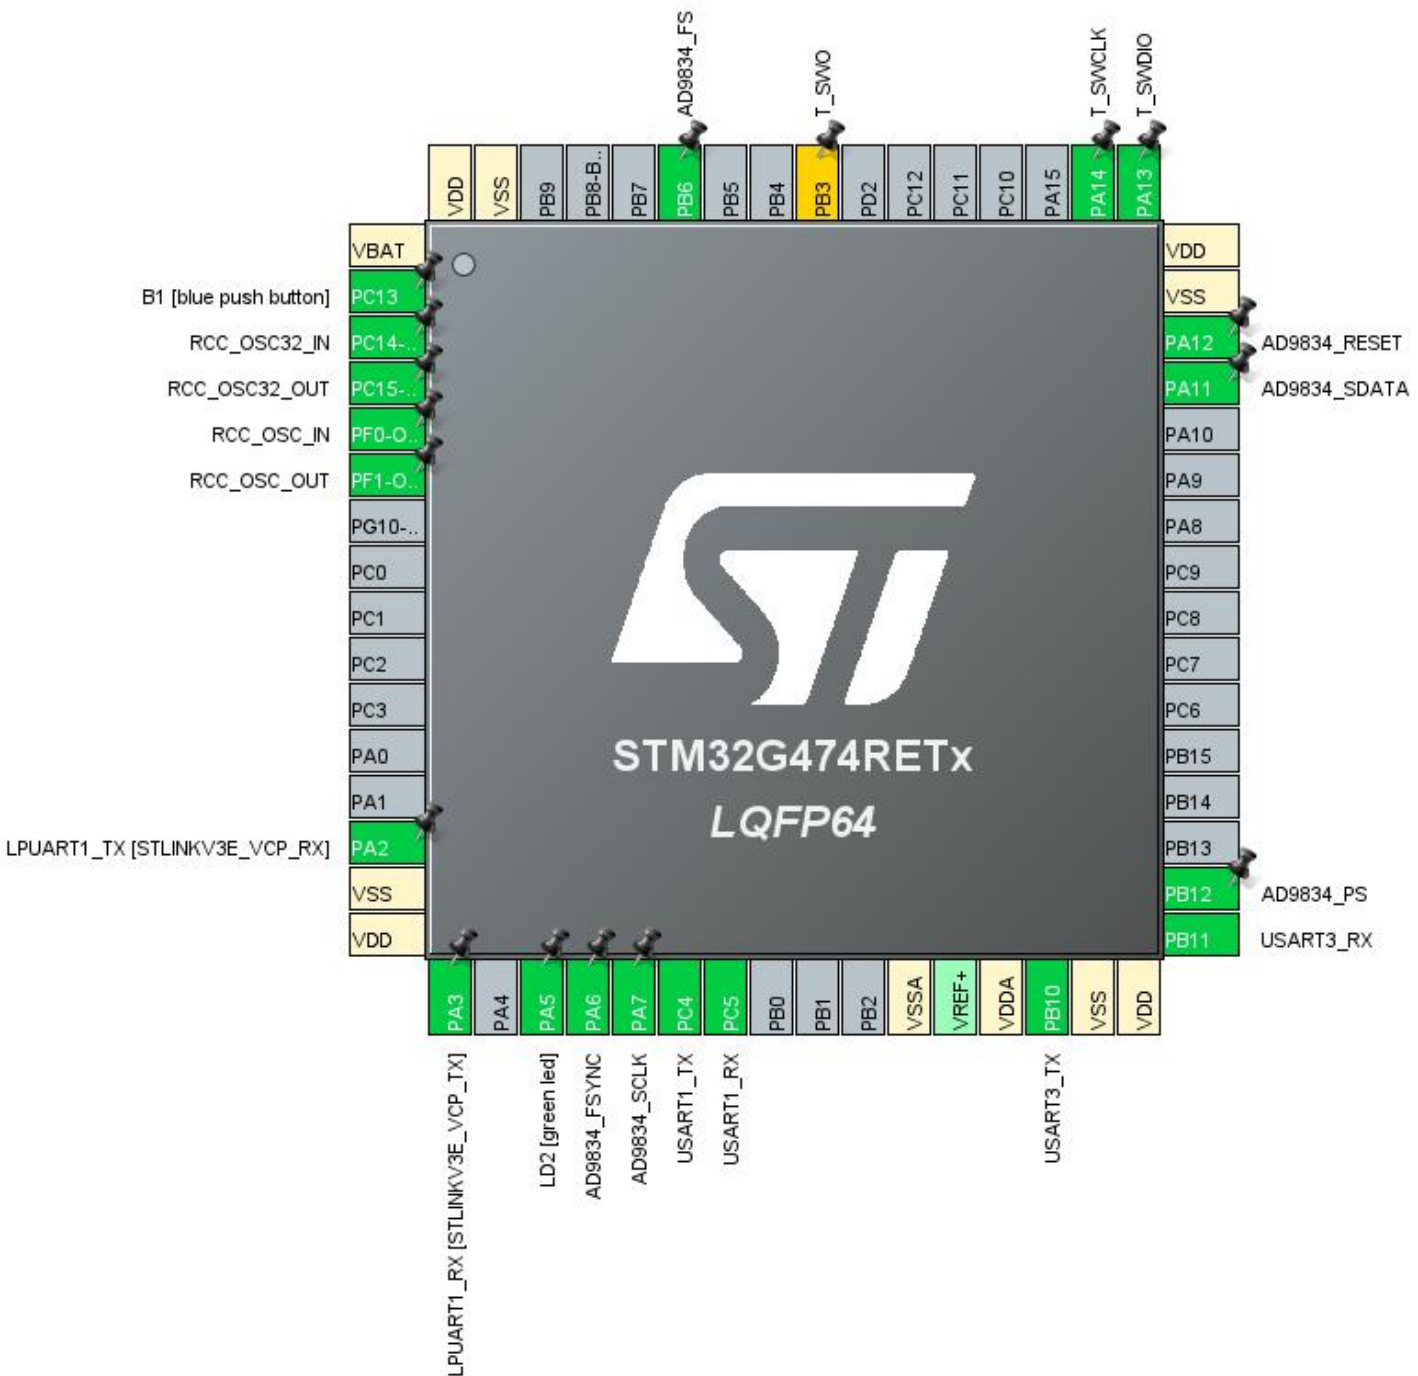 AD9834_FS
T_SWO
T_SWCLK
T_SWDIO
VDD
VSS
PB9
PB8-B..
PB7
PB6
PB5
PB4
PB3
PD2
PC12
PC11
PC10
PA15
PA14
PA13
VBAT
B1 [blue push button] PC13
RCC_OSC32_IN PC14-..
RCC_OSC32_OUT PC15-..
RCC_OSC_IN PF0-O..
RCC_OSC_OUT PF1-O..
PG10-..
PC0
PC1
PC2
PC3
PA0
PA1
LPUART1_TX [STLINKV3E_VCP_RX] PA2
VSS
VDD
ST
STM32G474RETx
LQFP64
VDD
VSS
PA12 AD9834_RESET
PA11 AD9834_SDATA
PA10
PA9
PA8
PC9
PC8
PC7
PC6
PB15
PB14
PB13
PB12 AD9834_PS
PB11 USART3_RX
PA3
PA4
PA5
PA6
PA7
PC4
PC5
PB0
PB1
PB2
VSSA
VREF+
VDDA
PB10
VSS
VDD
LPUART1_RX [STLINKV3E_VCP_TX]
LD2 [green led]
AD9834_FSYNC
AD9834_SCLK
USART1_TX
USART1_RX
USART3_TX